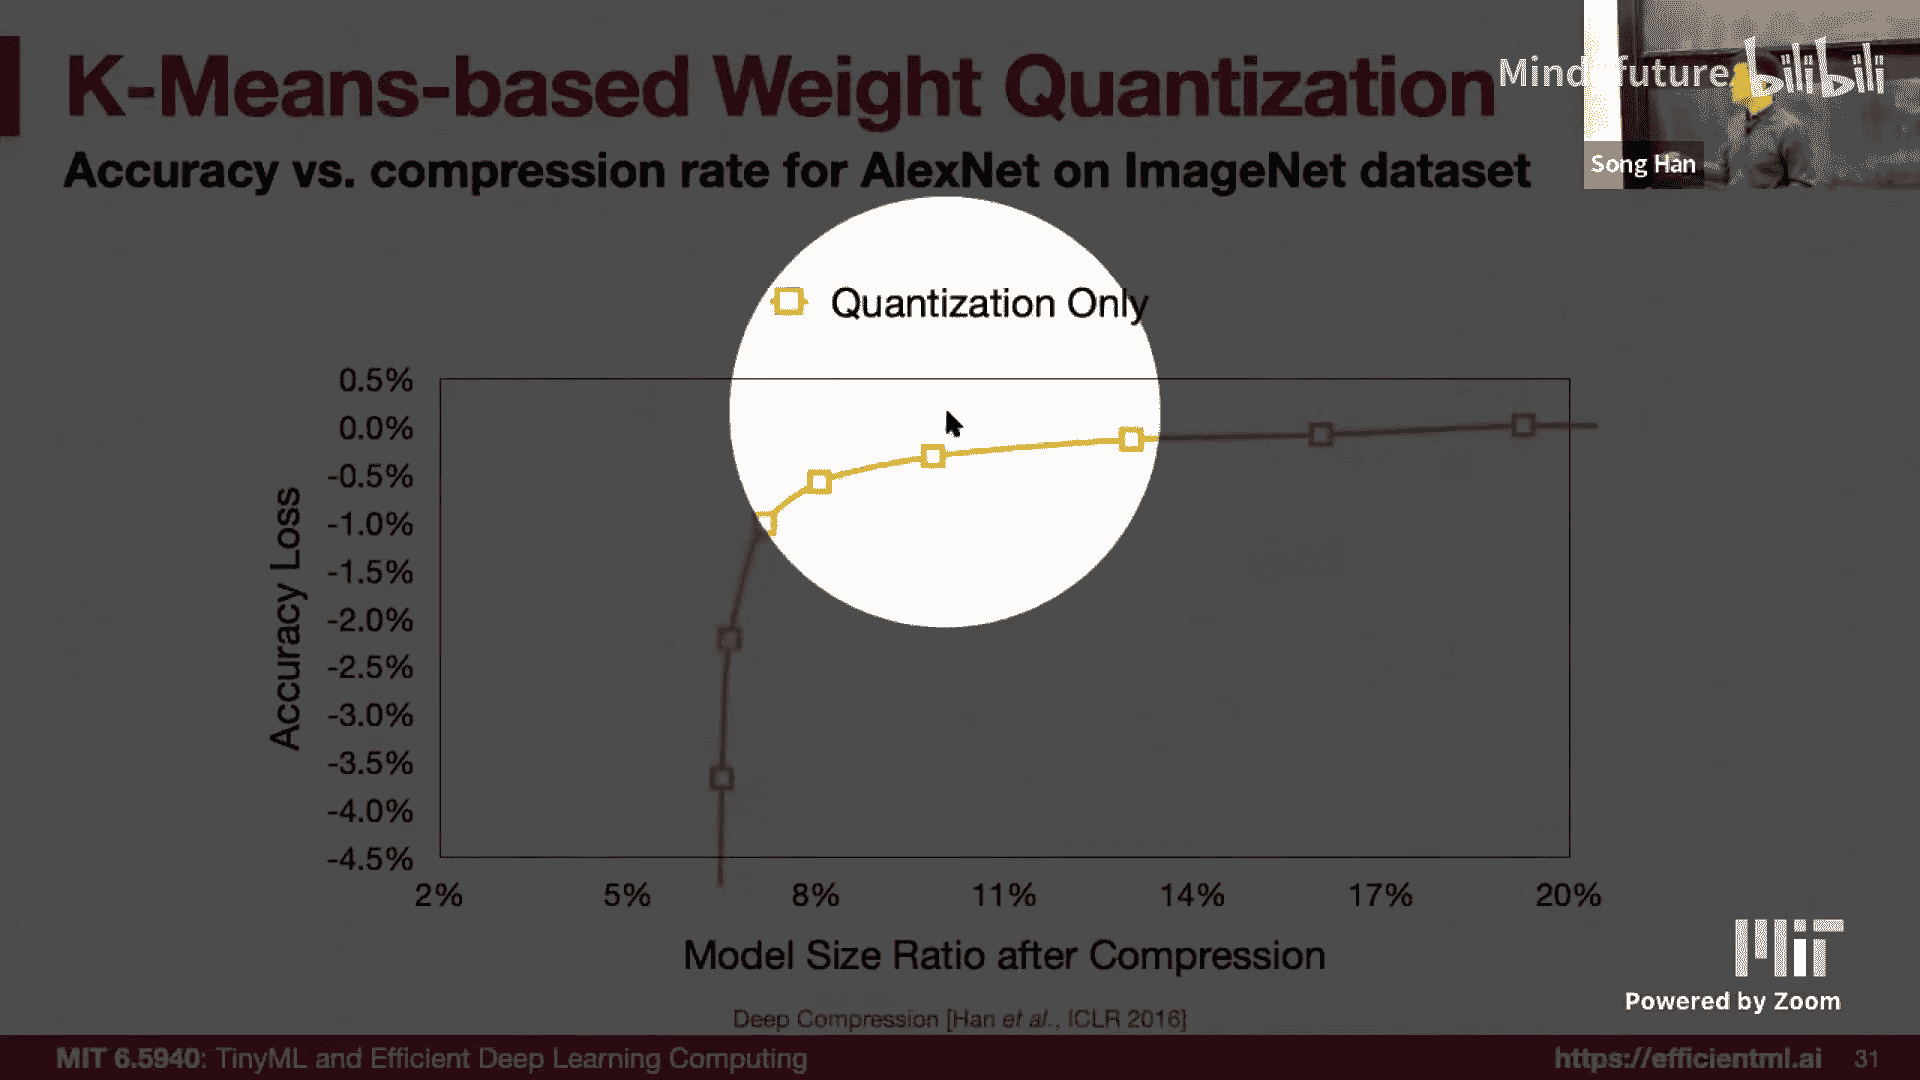 K-Means-based Weight Quantization
Accuracy vs. compression rate for AlexNet on ImageNet dataset
future
bilibili
Song Han
Quantization Only
0.5%
0.0%
-0.5%
-1.0%
-1.5%
-2.0%
-2.5%
-3.0%
-3.5%
-4.0%
-4.5%
Accuracy Loss
2% 5% 8% 11% 14% 17% 20%
Model Size Ratio after Compression
MIT
Powered by Zoom
Deep Compression [Han et al., ICLR 2016]
MIT 6.5940: TinyML and Efficient Deep Learning Computing
https://efficientml.ai 31